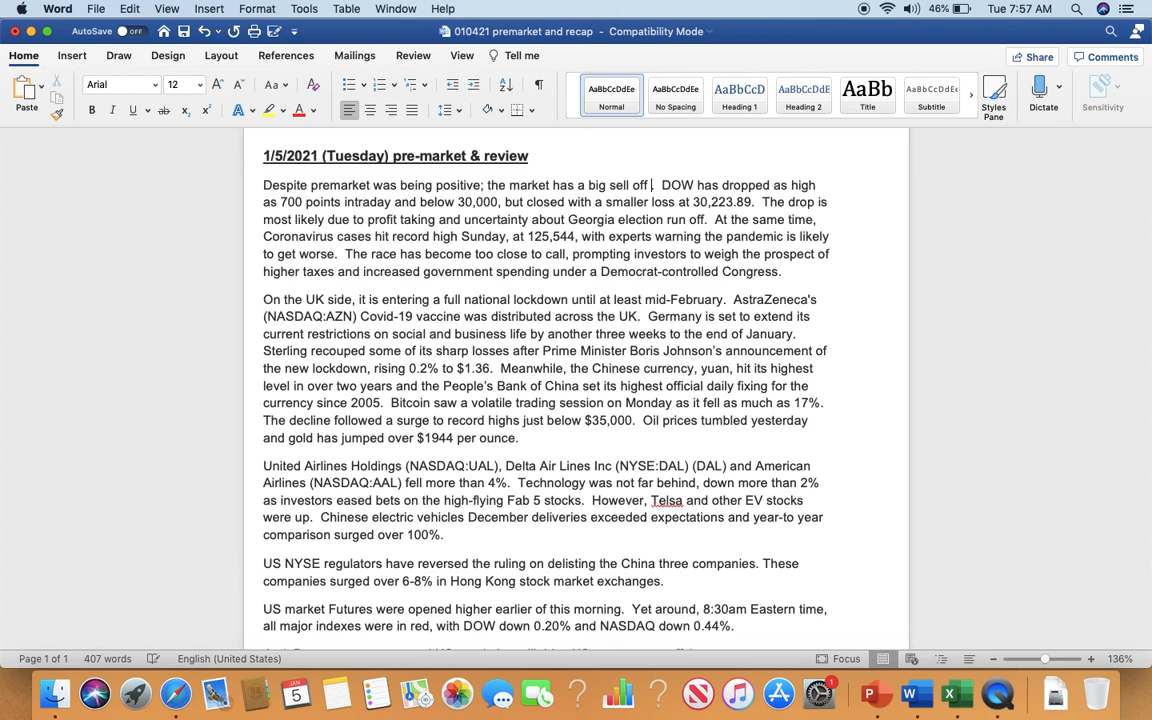 Word File Edit View Insert Format Tools Table Window Help 46% Tue 7:57 AM
AutoSave OFF 010421 premarket and recap - Compatibility Mode
Home Insert Draw Design Layout References Mailings Review View Tell me Share Comments
Paste Arial 12 A A Aa A AaBbCcDdEe AaBbCcDdEe AaBbCcD AaBbCcDdE AaBb AaBbCcDdEe
B I U ab X₂ X² A A Normal No Spacing Heading 1 Heading 2 Title Subtitle Styles Pane Dictate Sensitivity
1/5/2021 (Tuesday) pre-market & review
Despite premarket was being positive; the market has a big sell off . DOW has dropped as high
as 700 points intraday and below 30,000, but closed with a smaller loss at 30,223.89. The drop is
most likely due to profit taking and uncertainty about Georgia election run off. At the same time,
Coronavirus cases hit record high Sunday, at 125,544, with experts warning the pandemic is likely
to get worse. The race has become too close to call, prompting investors to weigh the prospect of
higher taxes and increased government spending under a Democrat-controlled Congress.
On the UK side, it is entering a full national lockdown until at least mid-February. AstraZeneca's
(NASDAQ:AZN) Covid-19 vaccine was distributed across the UK. Germany is set to extend its
current restrictions on social and business life by another three weeks to the end of January.
Sterling recouped some of its sharp losses after Prime Minister Boris Johnson's announcement of
the new lockdown, rising 0.2% to $1.36. Meanwhile, the Chinese currency, yuan, hit its highest
level in over two years and the People's Bank of China set its highest official daily fixing for the
currency since 2005. Bitcoin saw a volatile trading session on Monday as it fell as much as 17%.
The decline followed a surge to record highs just below $35,000. Oil prices tumbled yesterday
and gold has jumped over $1944 per ounce.
United Airlines Holdings (NASDAQ:UAL), Delta Air Lines Inc (NYSE:DAL) (DAL) and American
Airlines (NASDAQ:AAL) fell more than 4%. Technology was not far behind, down more than 2%
as investors eased bets on the high-flying Fab 5 stocks. However, Telsa and other EV stocks
were up. Chinese electric vehicles December deliveries exceeded expectations and year-to year
comparison surged over 100%.
US NYSE regulators have reversed the ruling on delisting the China three companies. These
companies surged over 6-8% in Hong Kong stock market exchanges.
US market Futures were opened higher earlier of this morning. Yet around, 8:30am Eastern time,
all major indexes were in red, with DOW down 0.20% and NASDAQ down 0.44%.
Page 1 of 1 407 words English (United States) Focus 136%
JAN 5 1